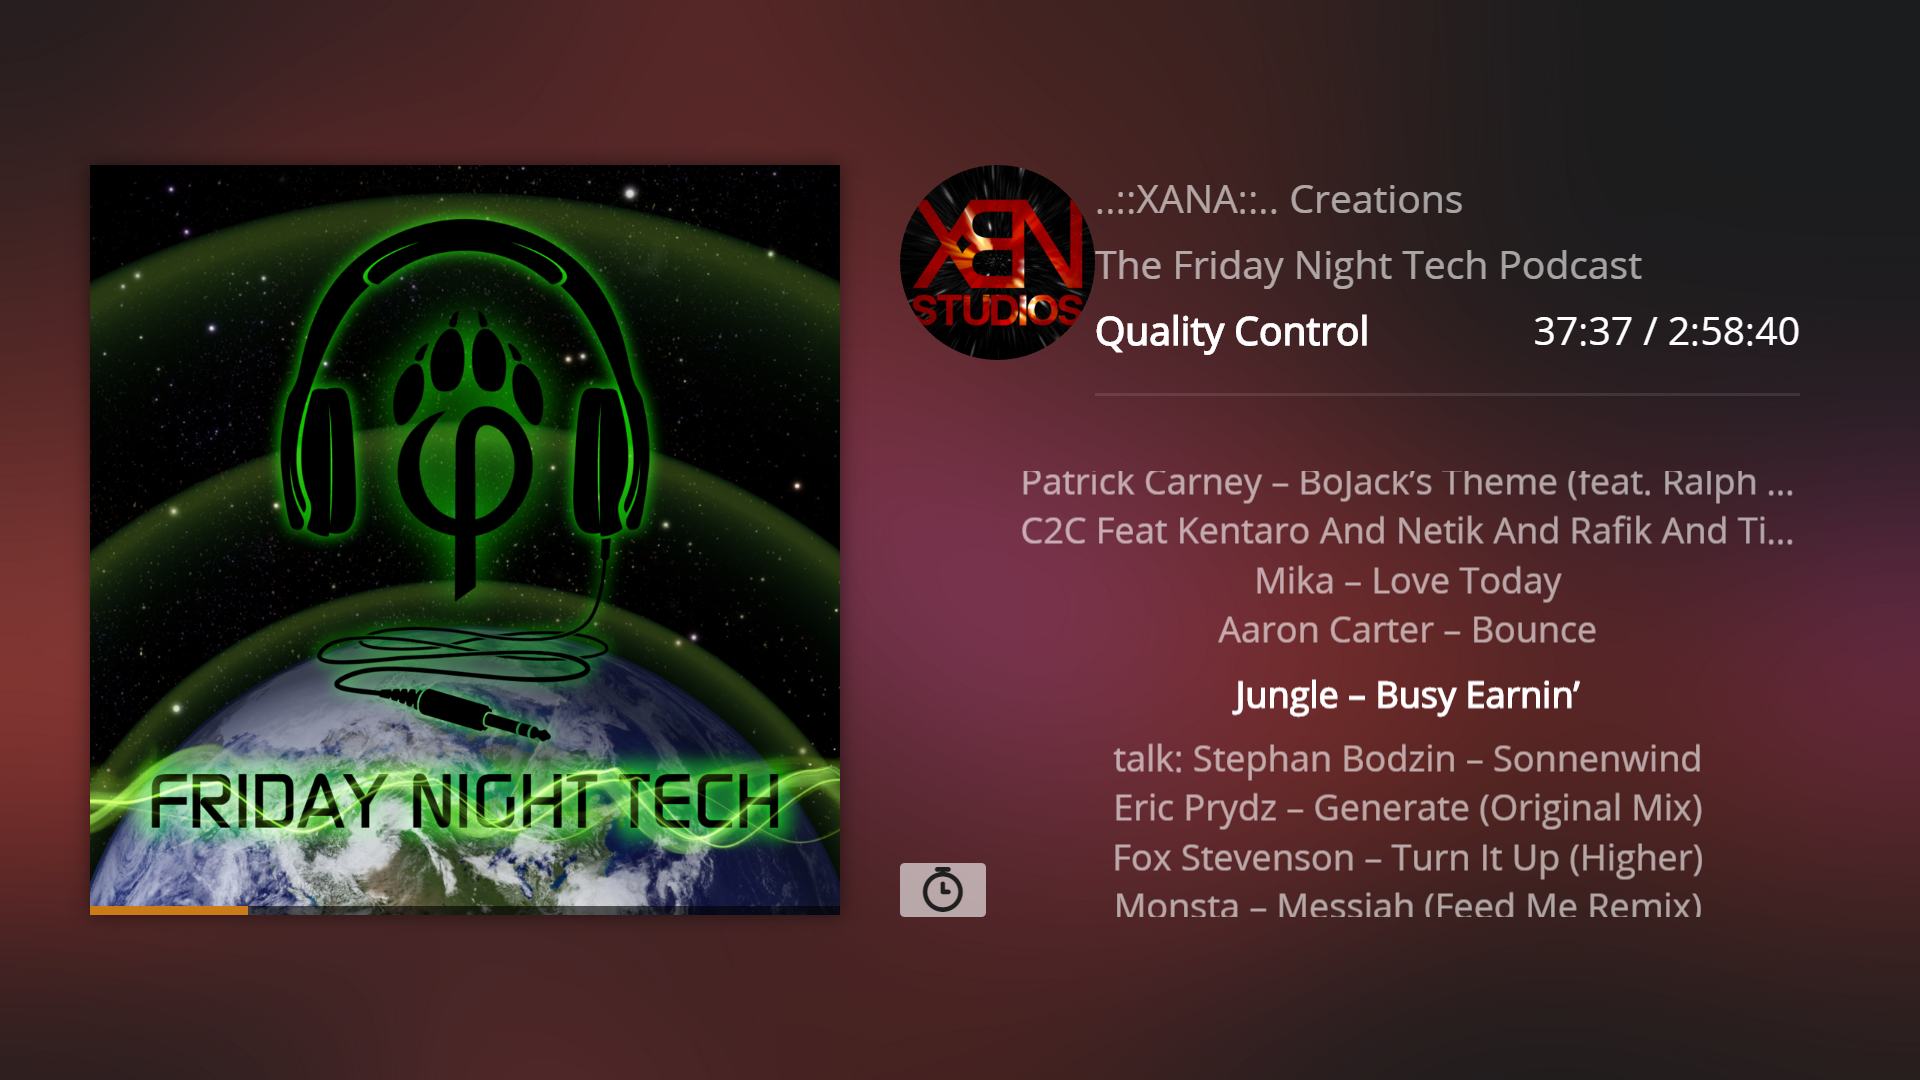 FRIDAY NIGHT TECH
XBN
STUDIOS
..::XANA::.. Creations
The Friday Night Tech Podcast
Quality Control
37:37 / 2:58:40
Patrick Carney – BoJack’s Theme (feat. Ralph ...
C2C Feat Kentaro And Netik And Rafik And Ti...
Mika – Love Today
Aaron Carter – Bounce
Jungle – Busy Earnin’
talk: Stephan Bodzin – Sonnenwind
Eric Prydz – Generate (Original Mix)
Fox Stevenson – Turn It Up (Higher)
Monsta – Messiah (Feed Me Remix)